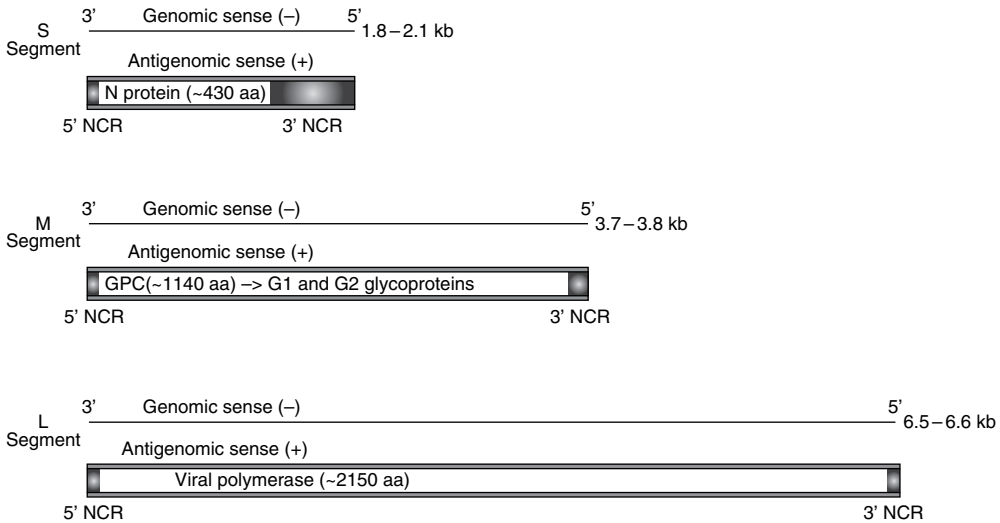 3’ Genomic sense (–) 5’
S Segment
1.8–2.1 kb
Antigenomic sense (+)
N protein (~430 aa)
5’ NCR 3’ NCR
3’ Genomic sense (–) 5’
M Segment
3.7–3.8 kb
Antigenomic sense (+)
GPC(~1140 aa) –> G1 and G2 glycoproteins
5’ NCR 3’ NCR
3’ Genomic sense (–) 5’
L Segment
6.5–6.6 kb
Antigenomic sense (+)
Viral polymerase (~2150 aa)
5’ NCR 3’ NCR